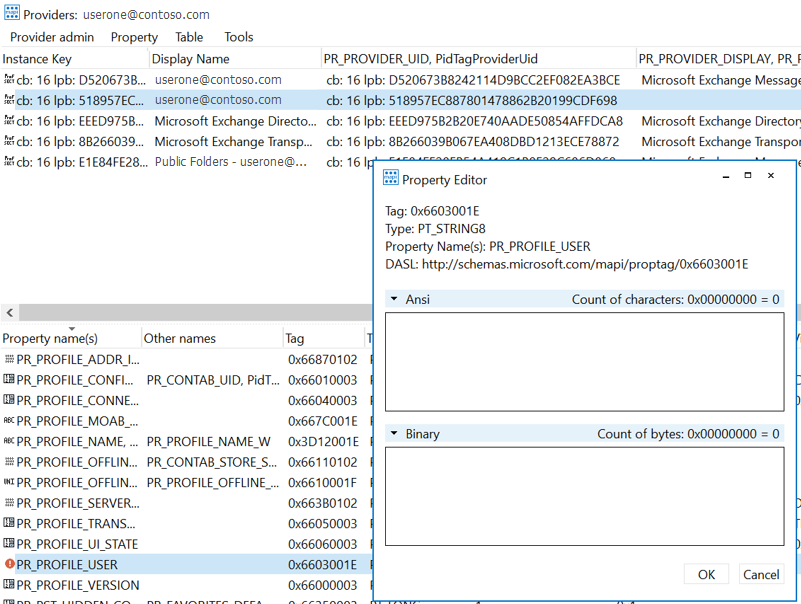 Providers: userone@contoso.com
Provider admin Property Table Tools
Instance Key Display Name PR_PROVIDER_UID, PidTagProviderUid PR_PROVIDER_DISPLAY, PR_P
cb: 16 lpb: D520673B... userone@contoso.com cb: 16 lpb: D520673B8242114D9BCC2EF082EA3BCE Microsoft Exchange Message
cb: 16 lpb: 518957EC... userone@contoso.com cb: 16 lpb: 518957EC887801478862B20199CDF698
cb: 16 lpb: EEED975B... Microsoft Exchange Directo... cb: 16 lpb: EEED975B2B20E740AADE50854AFFDCA8 Microsoft Exchange Directory
cb: 16 lpb: 8B266039... Microsoft Exchange Transp... cb: 16 lpb: 8B266039B067EA408DBD1213ECE78872 Microsoft Exchange Transpor
cb: 16 lpb: E1E84FE28... Public Folders - userone@...
Property Editor
Tag: 0x6603001E
Type: PT_STRING8
Property Name(s): PR_PROFILE_USER
DASL: http://schemas.microsoft.com/mapi/proptag/0x6603001E
Ansi Count of characters: 0x00000000 = 0
Binary Count of bytes: 0x00000000 = 0
OK Cancel
Property name(s) Other names Tag
PR_PROFILE_ADDR_I... 0x66870102
PR_PROFILE_CONFI... PR_CONTAB_UID, PidT... 0x66010003
PR_PROFILE_CONNE... 0x66040003
PR_PROFILE_MOAB_... 0x667C001E
PR_PROFILE_NAME, ... PR_PROFILE_NAME_W 0x3D12001E
PR_PROFILE_OFFLIN... PR_CONTAB_STORE_S... 0x66110102
PR_PROFILE_OFFLIN... PR_PROFILE_OFFLINE_... 0x6610001F
PR_PROFILE_SERVER... 0x663B0102
PR_PROFILE_TRANS... 0x66050003
PR_PROFILE_UI_STATE 0x66060003
PR_PROFILE_USER 0x6603001E
PR_PROFILE_VERSION 0x66000003